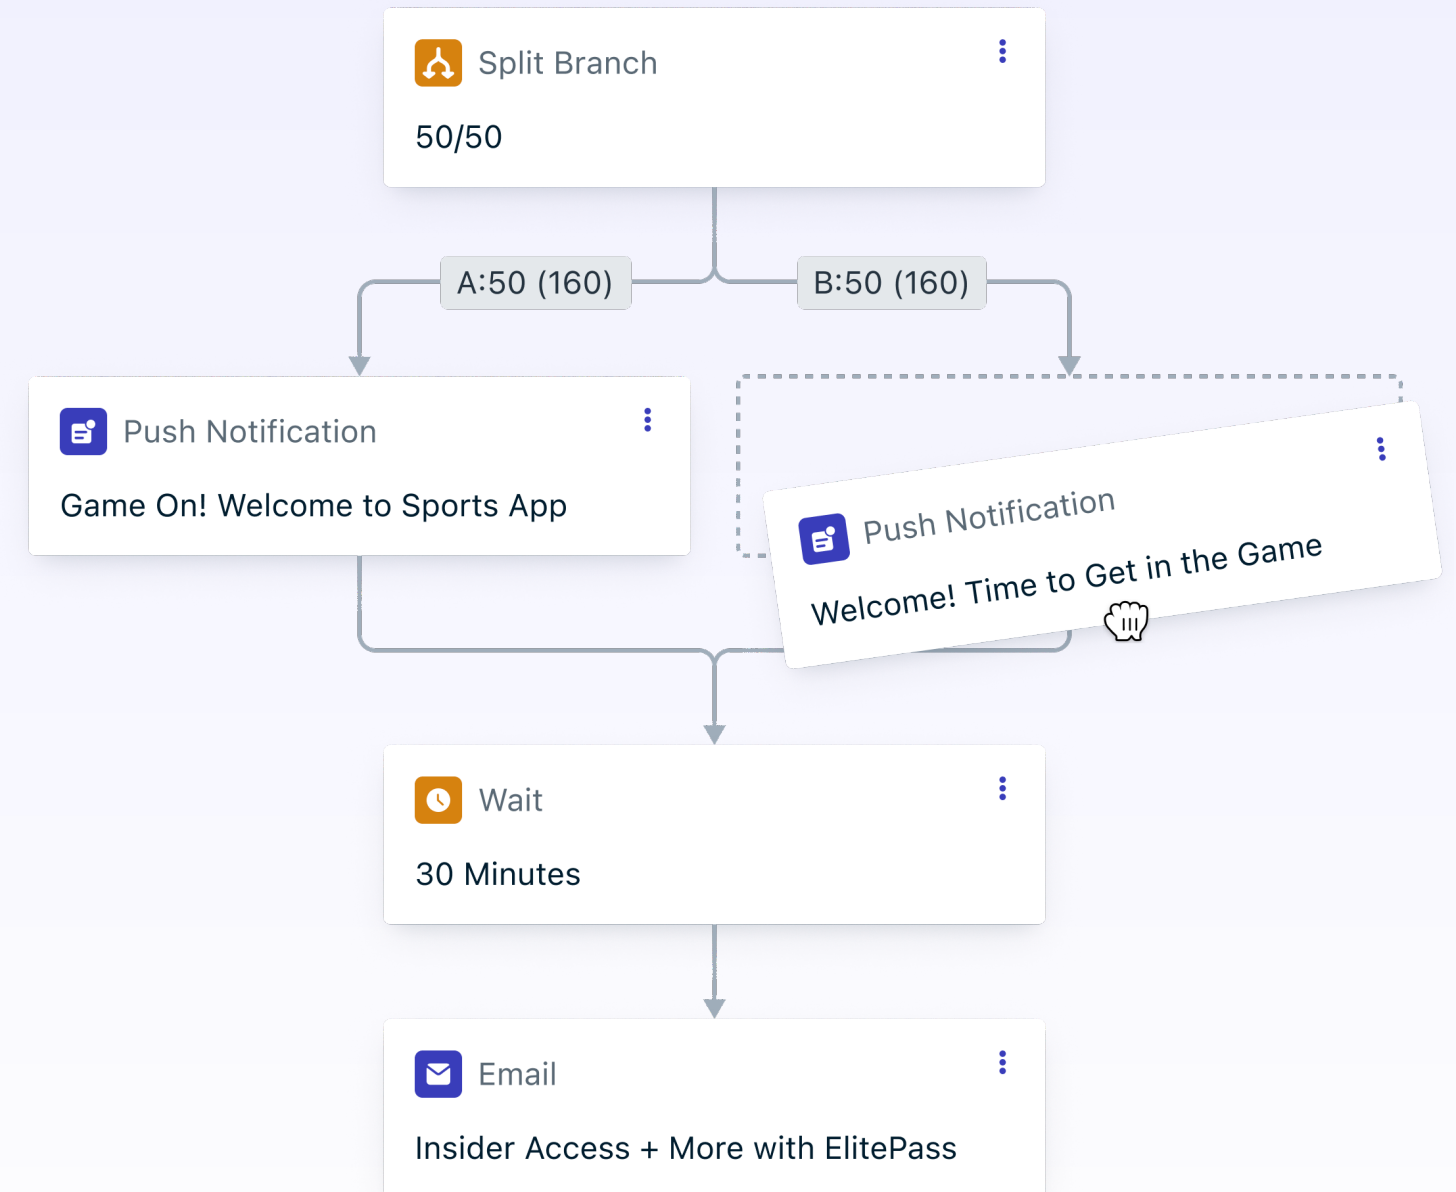 Split Branch
50/50
A:50 (160)
B:50 (160)
Push Notification
Game On! Welcome to Sports App
Push Notification
Welcome! Time to Get in the Game
Wait
30 Minutes
Email
Insider Access + More with ElitePass